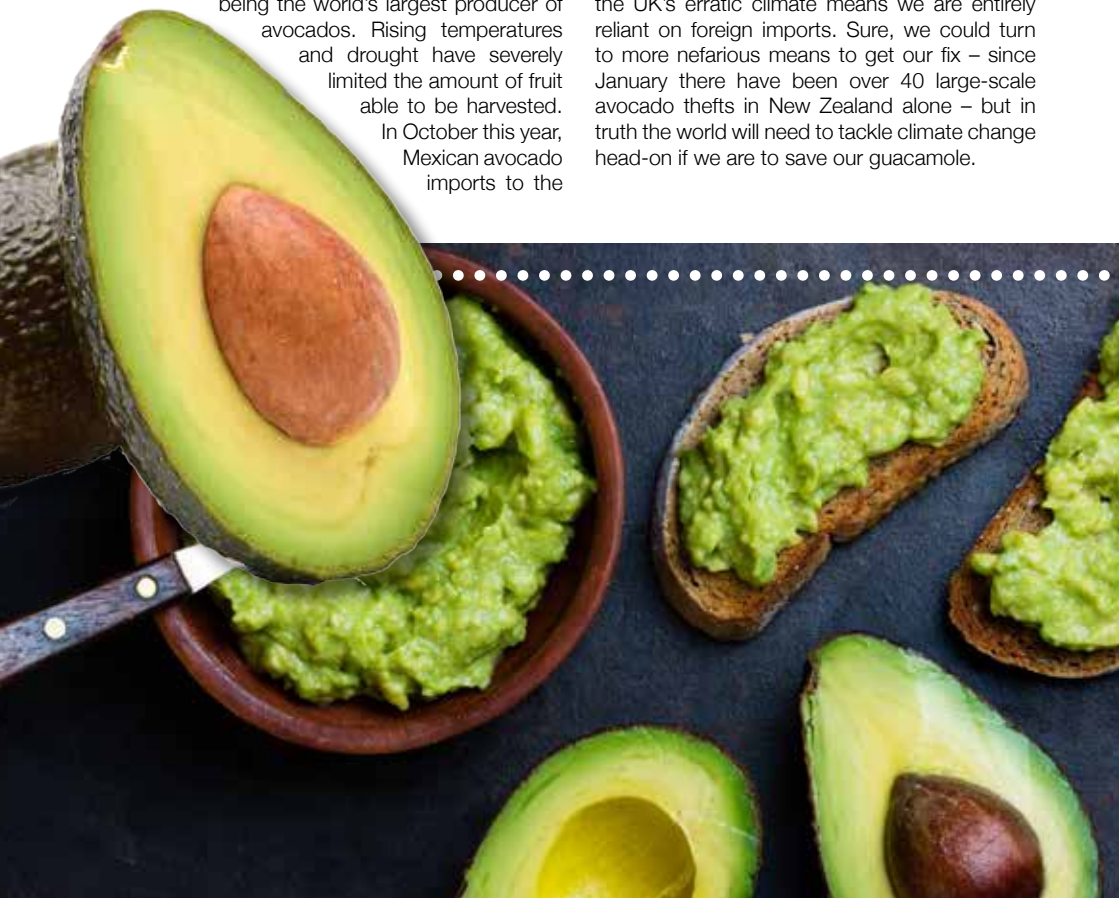 being the world's largest producer of
avocados. Rising temperatures
and drought have severely
limited the amount of fruit
able to be harvested.
In October this year,
Mexican avocado
imports to the
the UK's erratic climate means we are entirely
reliant on foreign imports. Sure, we could turn
to more nefarious means to get our fix – since
January there have been over 40 large-scale
avocado thefts in New Zealand alone – but in
truth the world will need to tackle climate change
head-on if we are to save our guacamole.